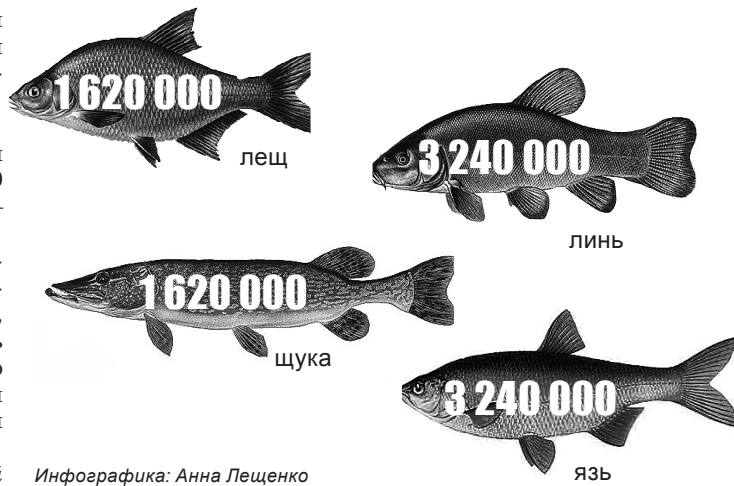 1 620 000
лещ
3 240 000
линь
1 620 000
щука
3 240 000
язь
Инфографика: Анна Лещенко